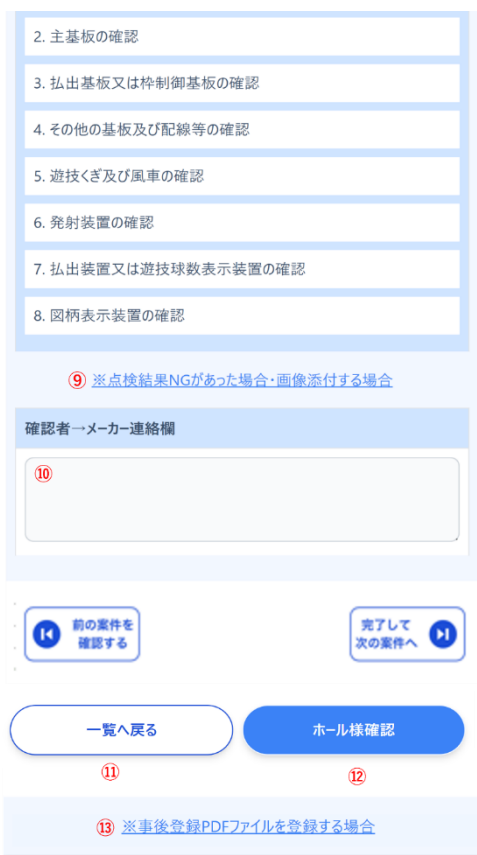 2. 主基板の確認
3. 払出基板又は枠制御基板の確認
4. その他の基板及び配線等の確認
5. 遊技くぎ及び風車の確認
6. 発射装置の確認
7. 払出装置又は遊技球数表示装置の確認
8. 図柄表示装置の確認
⑨ ※点検結果NGがあった場合・画像添付する場合
確認者→メーカー連絡欄
⑩
前の案件を
確認する
完了して
次の案件へ
一覧へ戻る
ホール様確認
⑪
⑫
⑬ ※事後登録PDFファイルを登録する場合